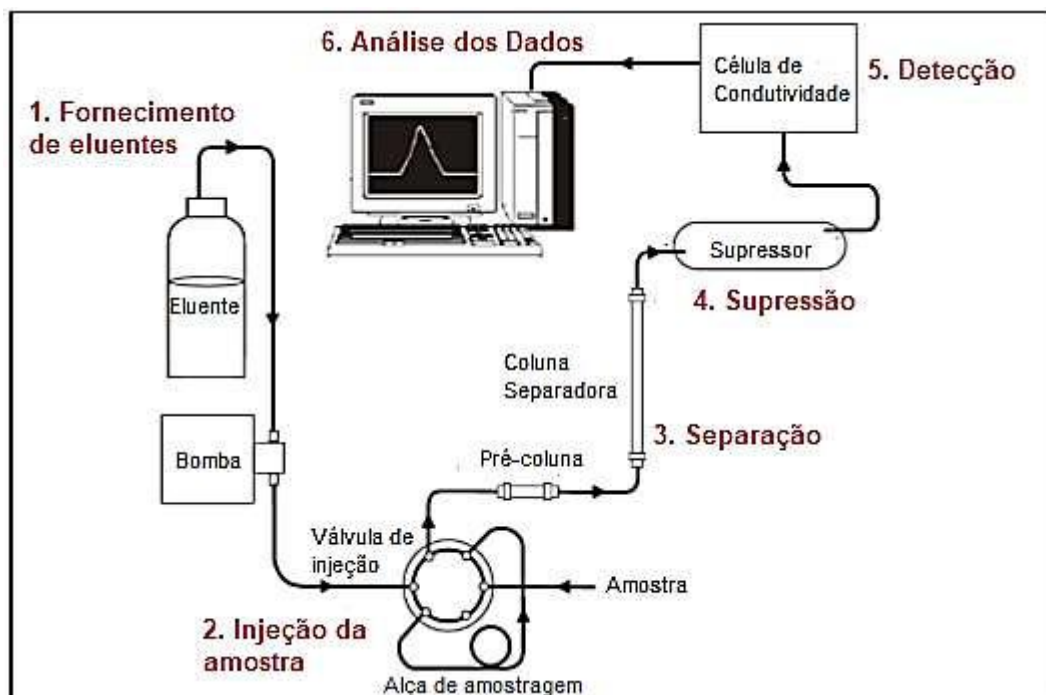 6. Análise dos Dados
Célula de
Condutividade
5. Detecção
1. Fornecimento
de eluentes
Eluente
Supressor
4. Supressão
Coluna
Separadora
3. Separação
Pré-coluna
Bomba
Válvula de
injeção
Amostra
2. Injeção da
amostra
Alça de amostragem